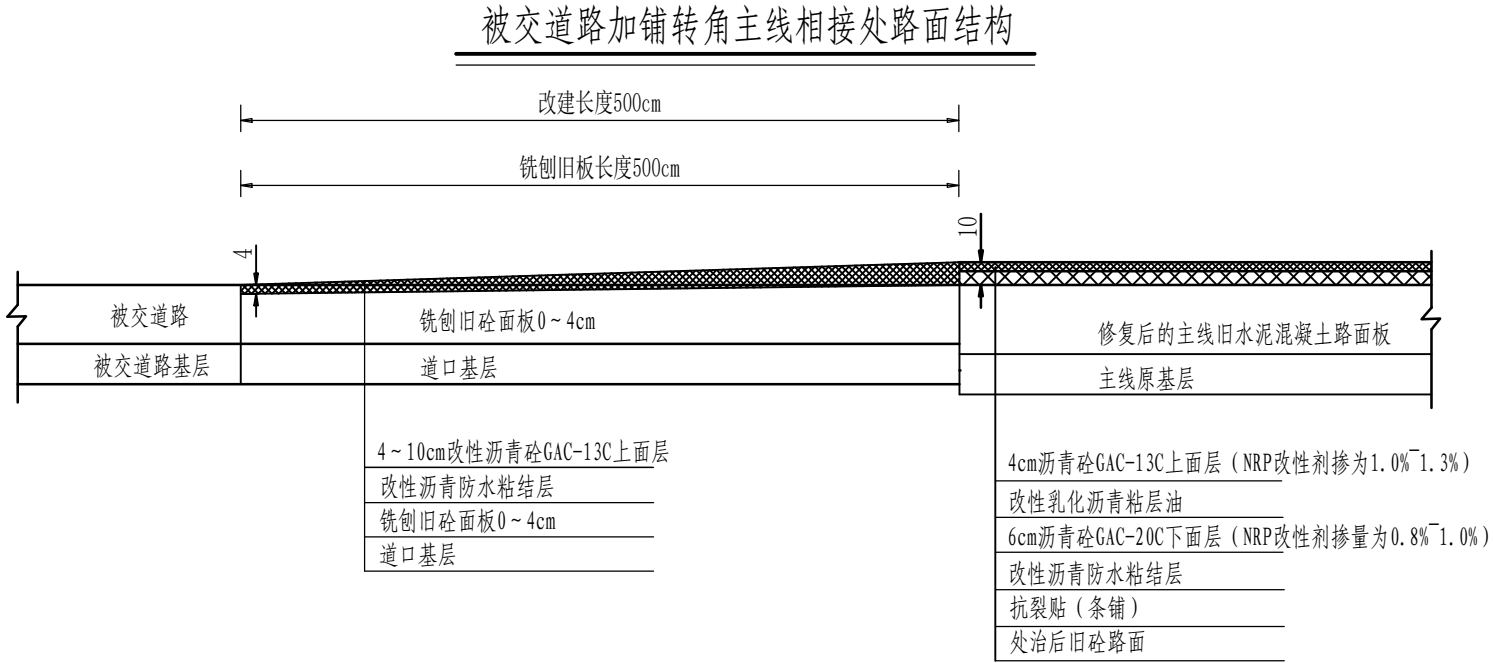 被交道路加铺转角主线相接处路面结构
改建长度500cm
铣刨旧板长度500cm
4
10
被交道路
铣刨旧砼面板0~4cm
修复后的主线旧水泥混凝土路面板
被交道路基层
道口基层
主线原基层
4~10cm改性沥青砼GAC-13C上面层
改性沥青防水粘结层
铣刨旧砼面板0~4cm
道口基层
4cm沥青砼GAC-13C上面层(NRP改性剂掺为1.0%~1.3%)
改性乳化沥青粘层油
6cm沥青砼GAC-20C下面层(NRP改性剂掺量为0.8%~1.0%)
改性沥青防水粘结层
抗裂贴(条铺)
处治后旧砼路面